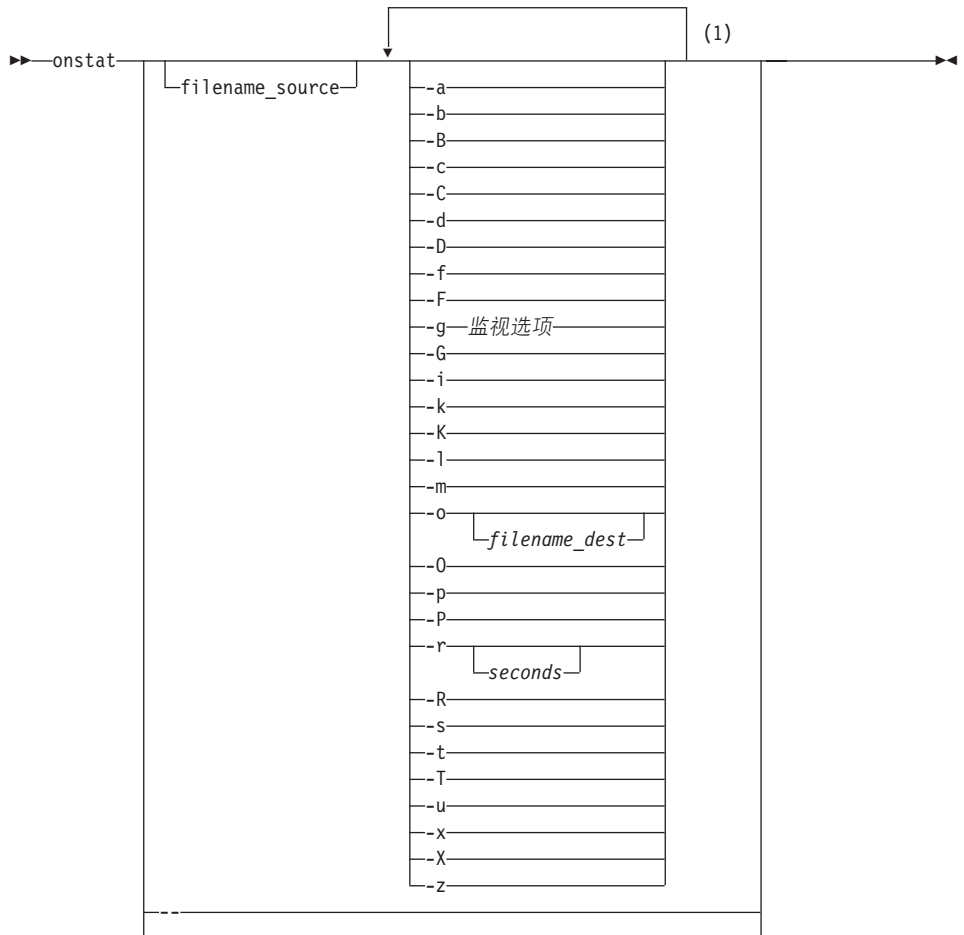 (1)
onstat
filename_source
-a
-b
-B
-c
-C
-d
-D
-f
-F
-g 监视选项
-G
-i
-k
-K
-l
-m
-o
filename_dest
-O
-p
-P
-r
seconds
-R
-s
-t
-T
-u
-x
-X
-z
--